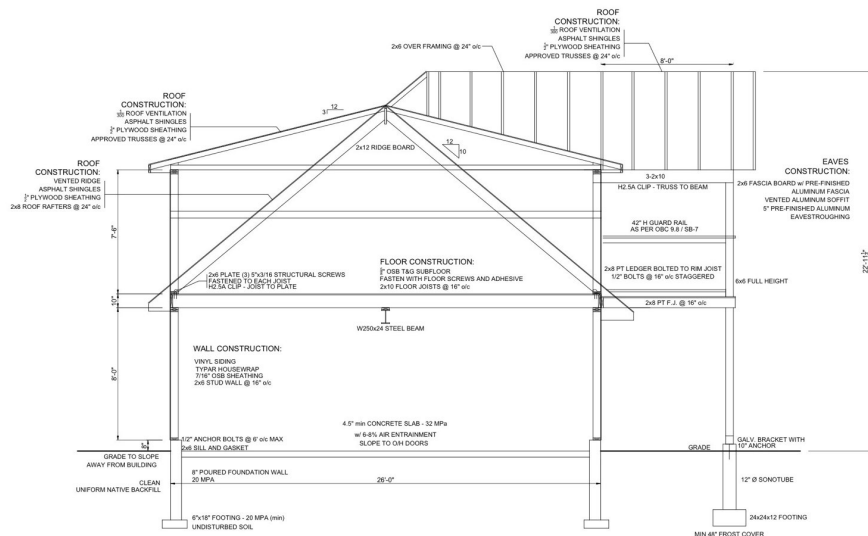 ROOF
CONSTRUCTION:
ROOF VENTILATION
ASPHALT SHINGLES
1/2" PLYWOOD SHEATHING
APPROVED TRUSSES @ 24" o/c
8'-0"
2x6 OVER FRAMING @ 24" o/c
ROOF
CONSTRUCTION:
ROOF VENTILATION
ASPHALT SHINGLES
1/2" PLYWOOD SHEATHING
APPROVED TRUSSES @ 24" o/c
12
3
2x12 RIDGE BOARD
12
10
ROOF
CONSTRUCTION:
VENTED RIDGE
ASPHALT SHINGLES
1/2" PLYWOOD SHEATHING
2x8 ROOF RAFTERS @ 24" o/c
3-2x10
H2.5A CLIP - TRUSS TO BEAM
EAVES
CONSTRUCTION:
2x6 FASCIA BOARD w/ PRE-FINISHED
ALUMINUM FASCIA
VENTED ALUMINUM SOFFIT
5" PRE-FINISHED ALUMINUM
EAVESTROUGHING
42" H GUARD RAIL
AS PER OBC 9.8 / SB-7
7'-6"
22'-11
2x6 PLATE (3) 5"x3/16 STRUCTURAL SCREWS
FASTENED TO EACH JOIST
H2.5A CLIP - JOIST TO PLATE
FLOOR CONSTRUCTION:
OSB T&G SUBFLOOR
FASTEN WITH FLOOR SCREWS AND ADHESIVE
2x10 FLOOR JOISTS @ 16" o/c
2x8 PT LEDGER BOLTED TO RIM JOIST
1/2" BOLTS @ 16" o/c STAGGERED
6x6 FULL HEIGHT
10"
2x8 PT F.J. @ 16" o/c
W250x24 STEEL BEAM
WALL CONSTRUCTION:
VINYL SIDING
TYPAR HOUSEWRAP
7/16" OSB SHEATHING
2x6 STUD WALL @ 16" o/c
8'-0"
4.5" min CONCRETE SLAB - 32 MPa
w/ 6-8% AIR ENTRAINMENT
SLOPE TO O/H DOORS
1/2" ANCHOR BOLTS @ 6' o/c MAX
2x6 SILL AND GASKET
GRADE TO SLOPE
AWAY FROM BUILDING
GRADE
GALV. BRACKET WITH
10" ANCHOR
CLEAN
UNIFORM NATIVE BACKFILL
8" POURED FOUNDATION WALL
20 MPA
26'-0"
12" Ø SONOTUBE
6"x18" FOOTING - 20 MPA (min)
UNDISTURBED SOIL
24x24x12 FOOTING
MIN 48" FROST COVER